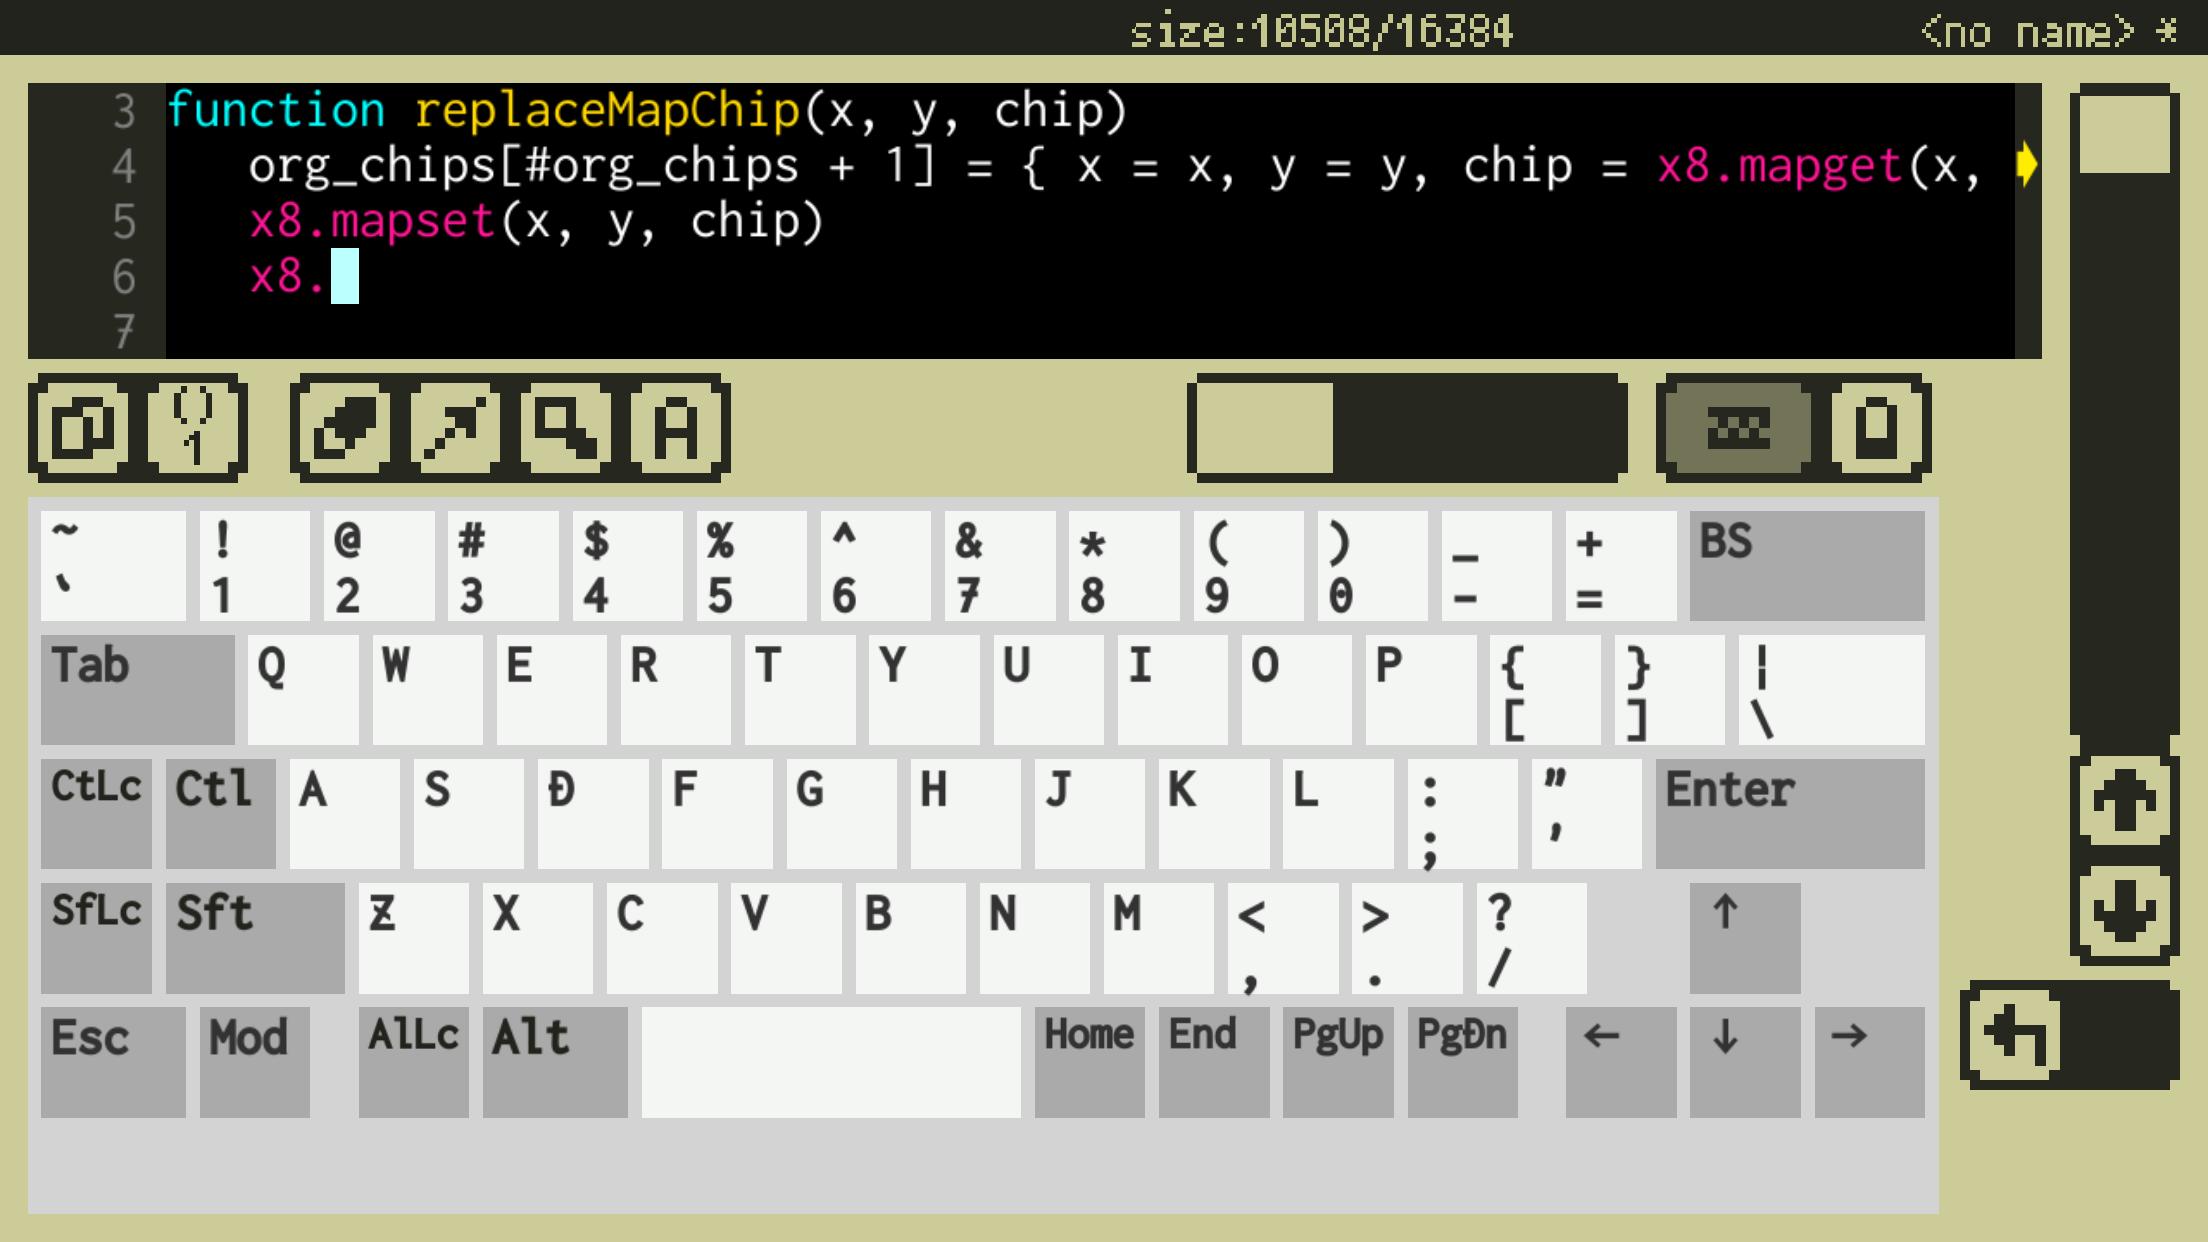 size:10508/16384 <no name> *
3 function replaceMapChip(x, y, chip)
4 org_chips[#org_chips + 1] = { x = x, y = y, chip = x8.mapget(x,
5 x8.mapset(x, y, chip)
6 x8.
7
() 1 A
~ ! @ # $ % ^ & * ( ) _ + BS
` 1 2 3 4 5 6 7 8 9 0 - =
Tab Q W E R T Y U I O P { } ¦
[ ] \
CtLc Ctl A S D F G H J K L : " Enter
; '
SfLc Sft Z X C V B N M < > ? ↑
, . /
Esc Mod AlLc Alt Home End PgUp PgDn ← ↓ →